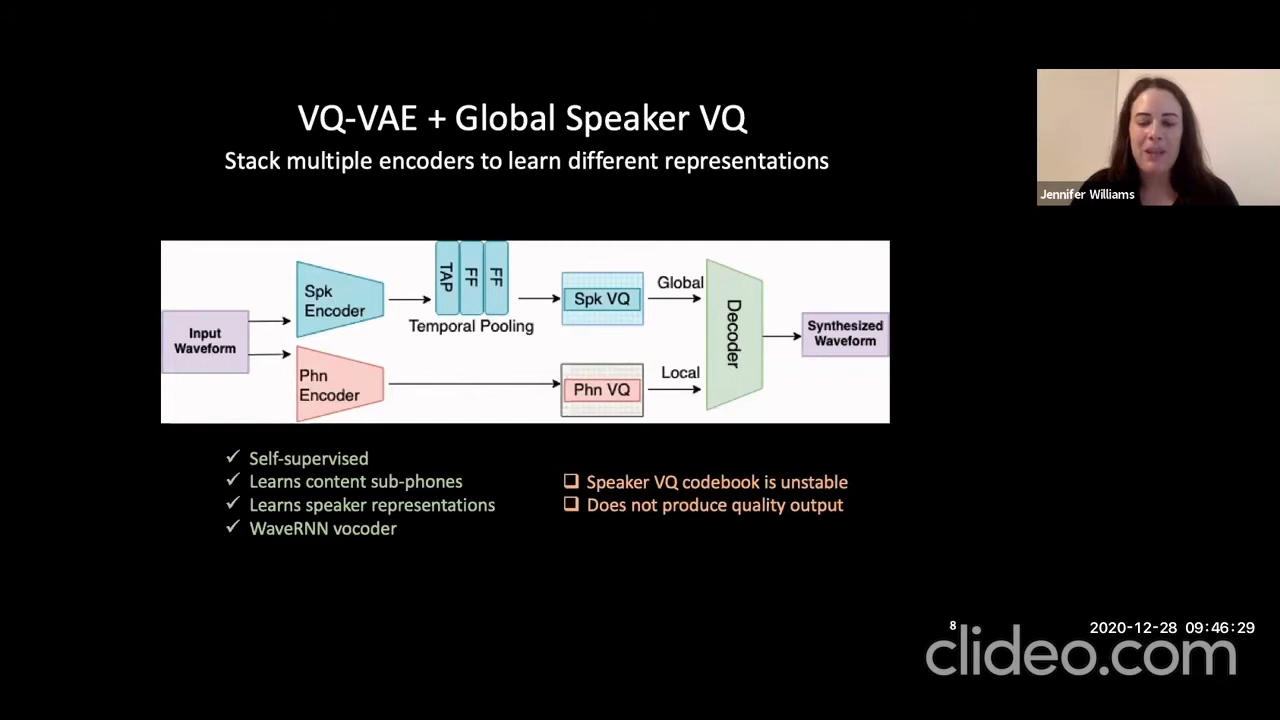 VQ-VAE + Global Speaker VQ
Stack multiple encoders to learn different representations
Jennifer Williams
Input
Waveform
Spk
Encoder
Phn
Encoder
TAP
FF
FF
Temporal Pooling
Spk VQ
Phn VQ
Global
Local
Decoder
Synthesized
Waveform
✓ Self-supervised
✓ Learns content sub-phones
✓ Learns speaker representations
✓ WaveRNN vocoder
❑ Speaker VQ codebook is unstable
❑ Does not produce quality output
8
2020-12-28 09:46:29
clideo.com